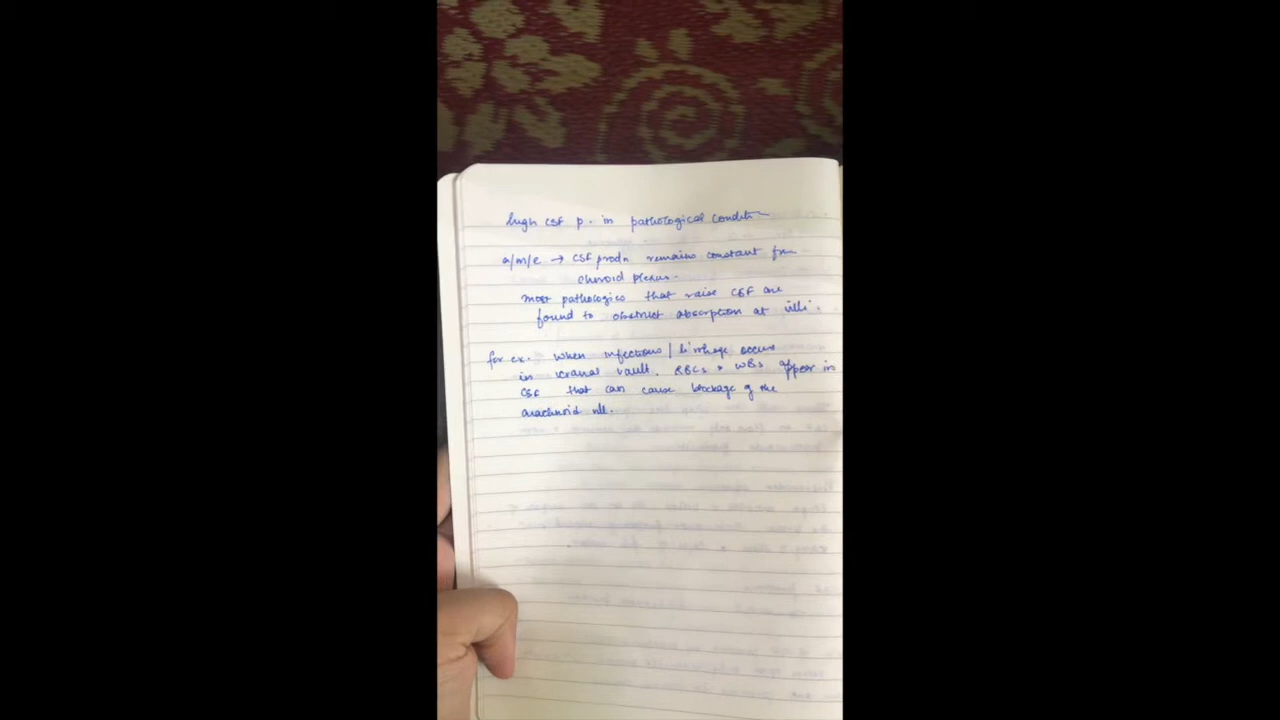 high CSF p. in pathological conditn
a/m/e → CSF prodn remains constant from
choroid plexus.
most pathologies that raise CSF are
found to obstruct absorption at villi.
for ex. when infections / h'rrhage occurs
in cranial vault. RBCs + WBCs appear in
CSF that can cause blockage of the
arachnoid vill.